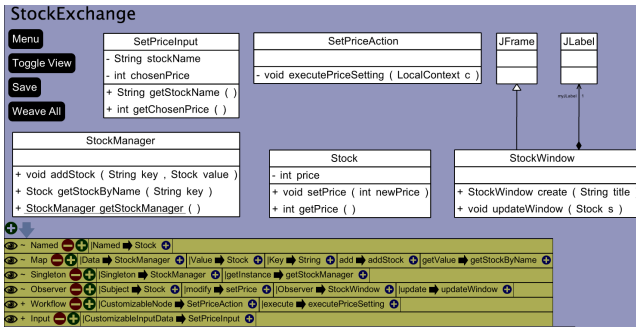 StockExchange
Menu
Toggle View
Save
Weave All
SetPriceInput
- String stockName
- int chosenPrice
+ String getStockName ( )
+ int getChosenPrice ( )
SetPriceAction
- void executePriceSetting ( LocalContext c )
JFrame
JLabel
myJLabel 1
StockManager
+ void addStock ( String key , Stock value )
+ Stock getStockByName ( String key )
+ StockManager getStockManager ( )
Stock
- int price
+ void setPrice ( int newPrice )
+ int getPrice ( )
StockWindow
+ StockWindow create ( String title
+ void updateWindow ( Stock s )
~ Named |Named ➡ Stock
~ Map |Data ➡ StockManager |Value ➡ Stock |Key ➡ String |add ➡ addStock |getValue ➡ getStockByName
~ Singleton |Singleton ➡ StockManager |getInstance ➡ getStockManager
~ Observer |Subject ➡ Stock |modify ➡ setPrice |Observer ➡ StockWindow |update ➡ updateWindow
+ Workflow |CustomizableNode ➡ SetPriceAction |execute ➡ executePriceSetting
+ Input |CustomizableInputData ➡ SetPriceInput